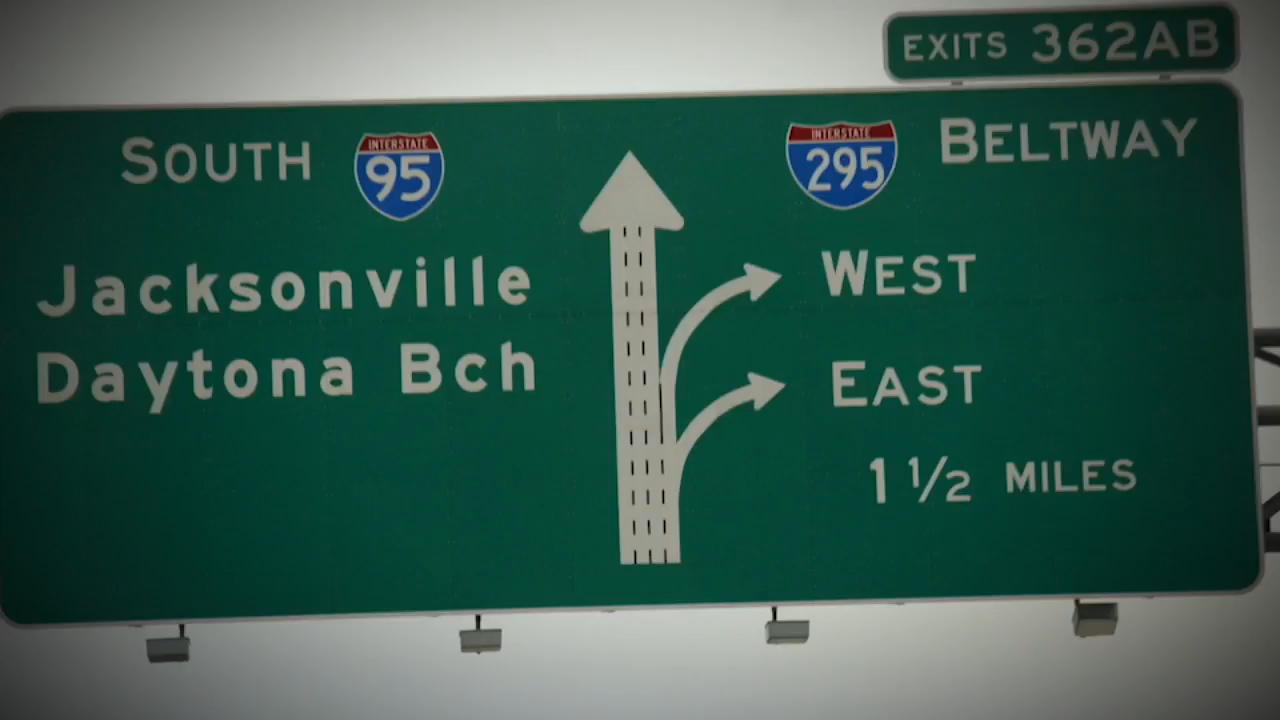 EXITS 362AB
SOUTH INTERSTATE 95
Jacksonville
Daytona Bch
INTERSTATE 295 BELTWAY
WEST
EAST
1 1/2 MILES